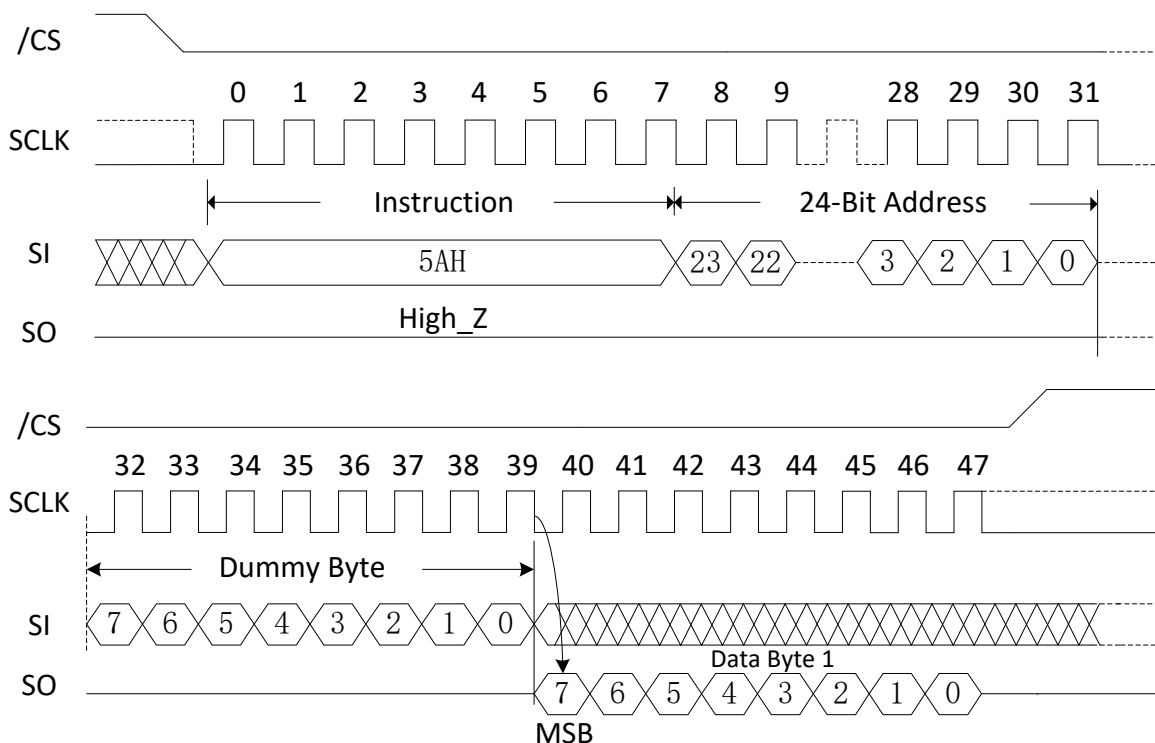 /CS
0 1 2 3 4 5 6 7 8 9 28 29 30 31
SCLK
Instruction 24-Bit Address
SI 5AH 23 22 3 2 1 0
High_Z
SO
/CS
32 33 34 35 36 37 38 39 40 41 42 43 44 45 46 47
SCLK
Dummy Byte
SI 7 6 5 4 3 2 1 0
Data Byte 1
SO 7 6 5 4 3 2 1 0
MSB